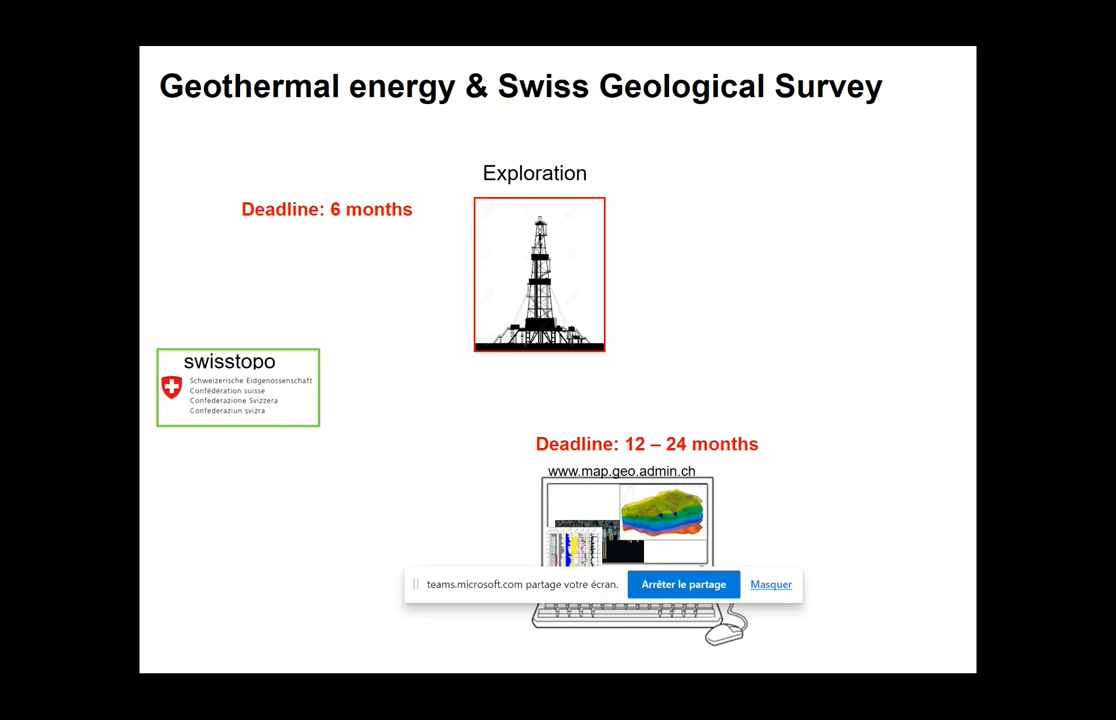 Geothermal energy & Swiss Geological Survey
Exploration
Deadline: 6 months
swisstopo
Schweizerische Eidgenossenschaft
Confédération suisse
Confederazione Svizzera
Confederaziun svizra
Deadline: 12 – 24 months
www.map.geo.admin.ch
teams.microsoft.com partage votre écran.
Arrêter le partage
Masquer